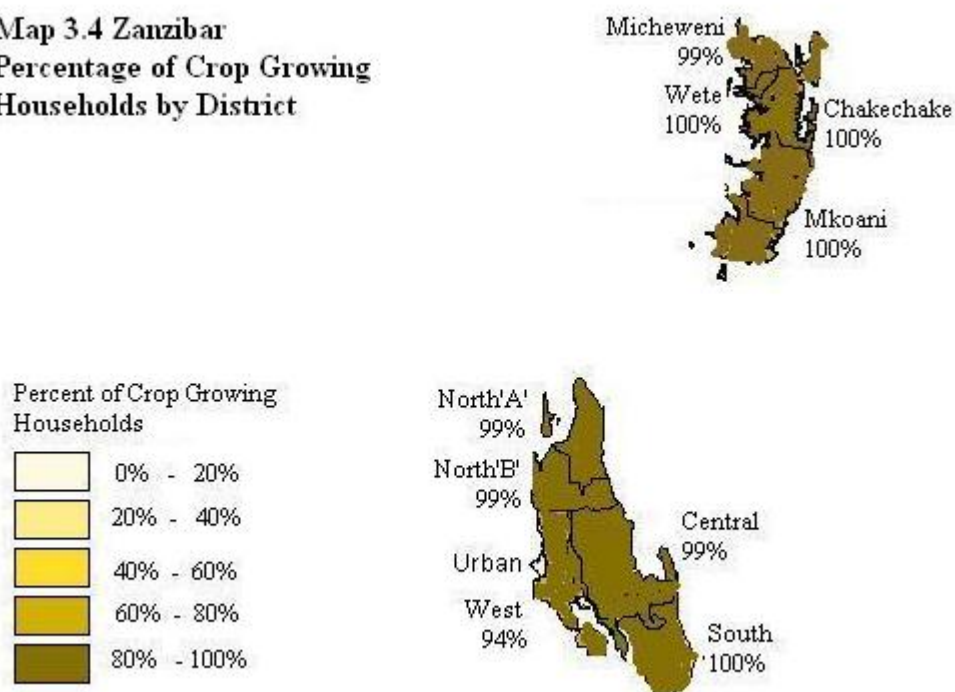 Map 3.4 Zanzibar
Percentage of Crop Growing
Households by District
Micheweni
99%
Wete
100%
Chakechake
100%
Mkoani
100%
Percent of Crop Growing
Households
0% - 20%
20% - 40%
40% - 60%
60% - 80%
80% - 100%
North'A'
99%
North'B'
99%
Central
99%
Urban
West
94%
South
100%